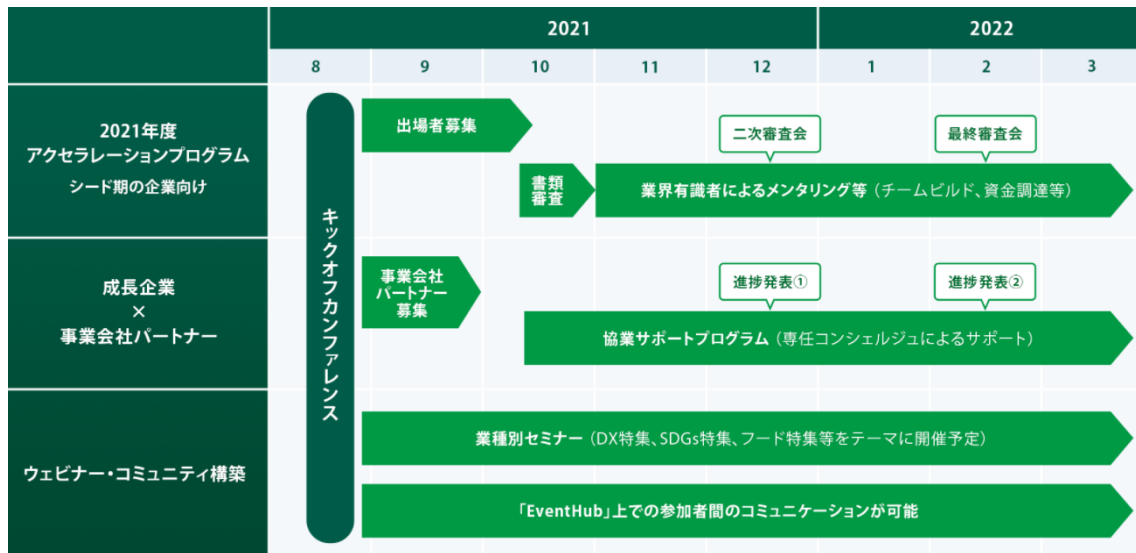 2021
2022
8
9
10
11
12
1
2
3
キックオフカンファレンス
2021年度
アクセラレーションプログラム
シード期の企業向け
出場者募集
書類
審査
二次審査会
最終審査会
業界有識者によるメンタリング等（チームビルド、資金調達等）
成長企業
×
事業会社パートナー
事業会社
パートナー
募集
進捗発表①
進捗発表②
協業サポートプログラム（専任コンシェルジュによるサポート）
ウェビナー・コミュニティ構築
業種別セミナー（DX特集、SDGs特集、フード特集等をテーマに開催予定）
「EventHub」上での参加者間のコミュニケーションが可能